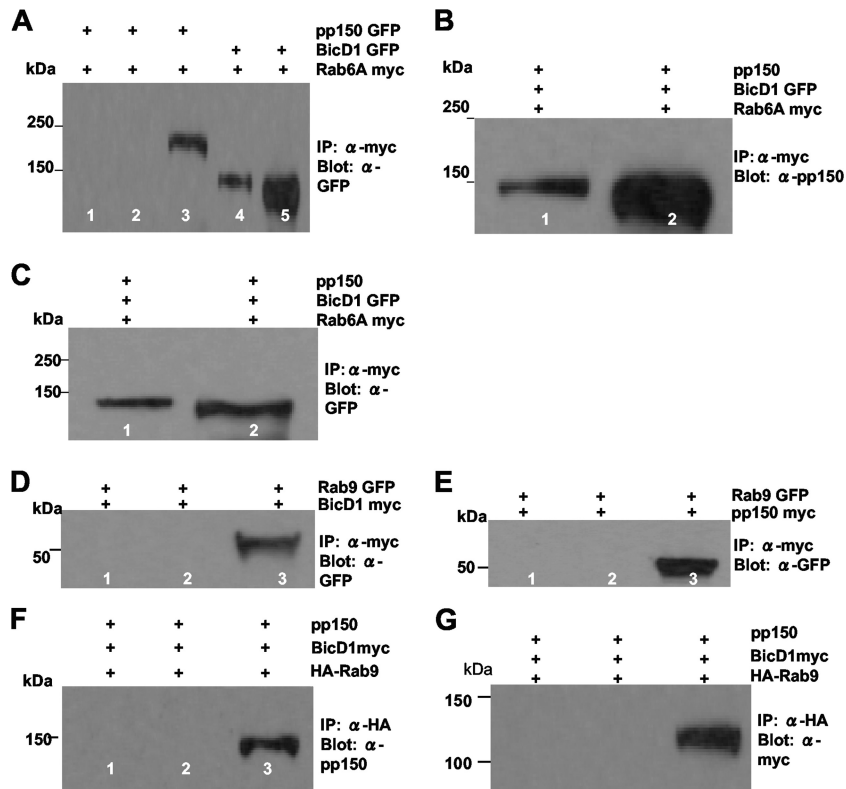 A
+ + + pp150 GFP
+ + BicD1 GFP
kDa + + + + + Rab6A myc
250
150
IP: α-myc
Blot: α-
GFP
1 2 3 4 5
B
kDa + + pp150
+ + BicD1 GFP
250 + + Rab6A myc
150
IP: α-myc
Blot: α-pp150
1 2
C
+ + pp150
+ + BicD1 GFP
kDa + + Rab6A myc
250
150
IP: α-myc
Blot: α-
GFP
1 2
D
+ + + Rab9 GFP
kDa + + + BicD1 myc
50
IP: α-myc
Blot: α-
GFP
1 2 3
E
+ + + Rab9 GFP
kDa + + + pp150 myc
50
IP: α-myc
Blot: α-GFP
1 2 3
F
+ + + pp150
+ + + BicD1myc
kDa + + + HA-Rab9
150
IP: α-HA
Blot: α-
pp150
1 2 3
G
+ + + pp150
+ + + BicD1myc
kDa + + + HA-Rab9
150
100
IP: α-HA
Blot: α-
myc